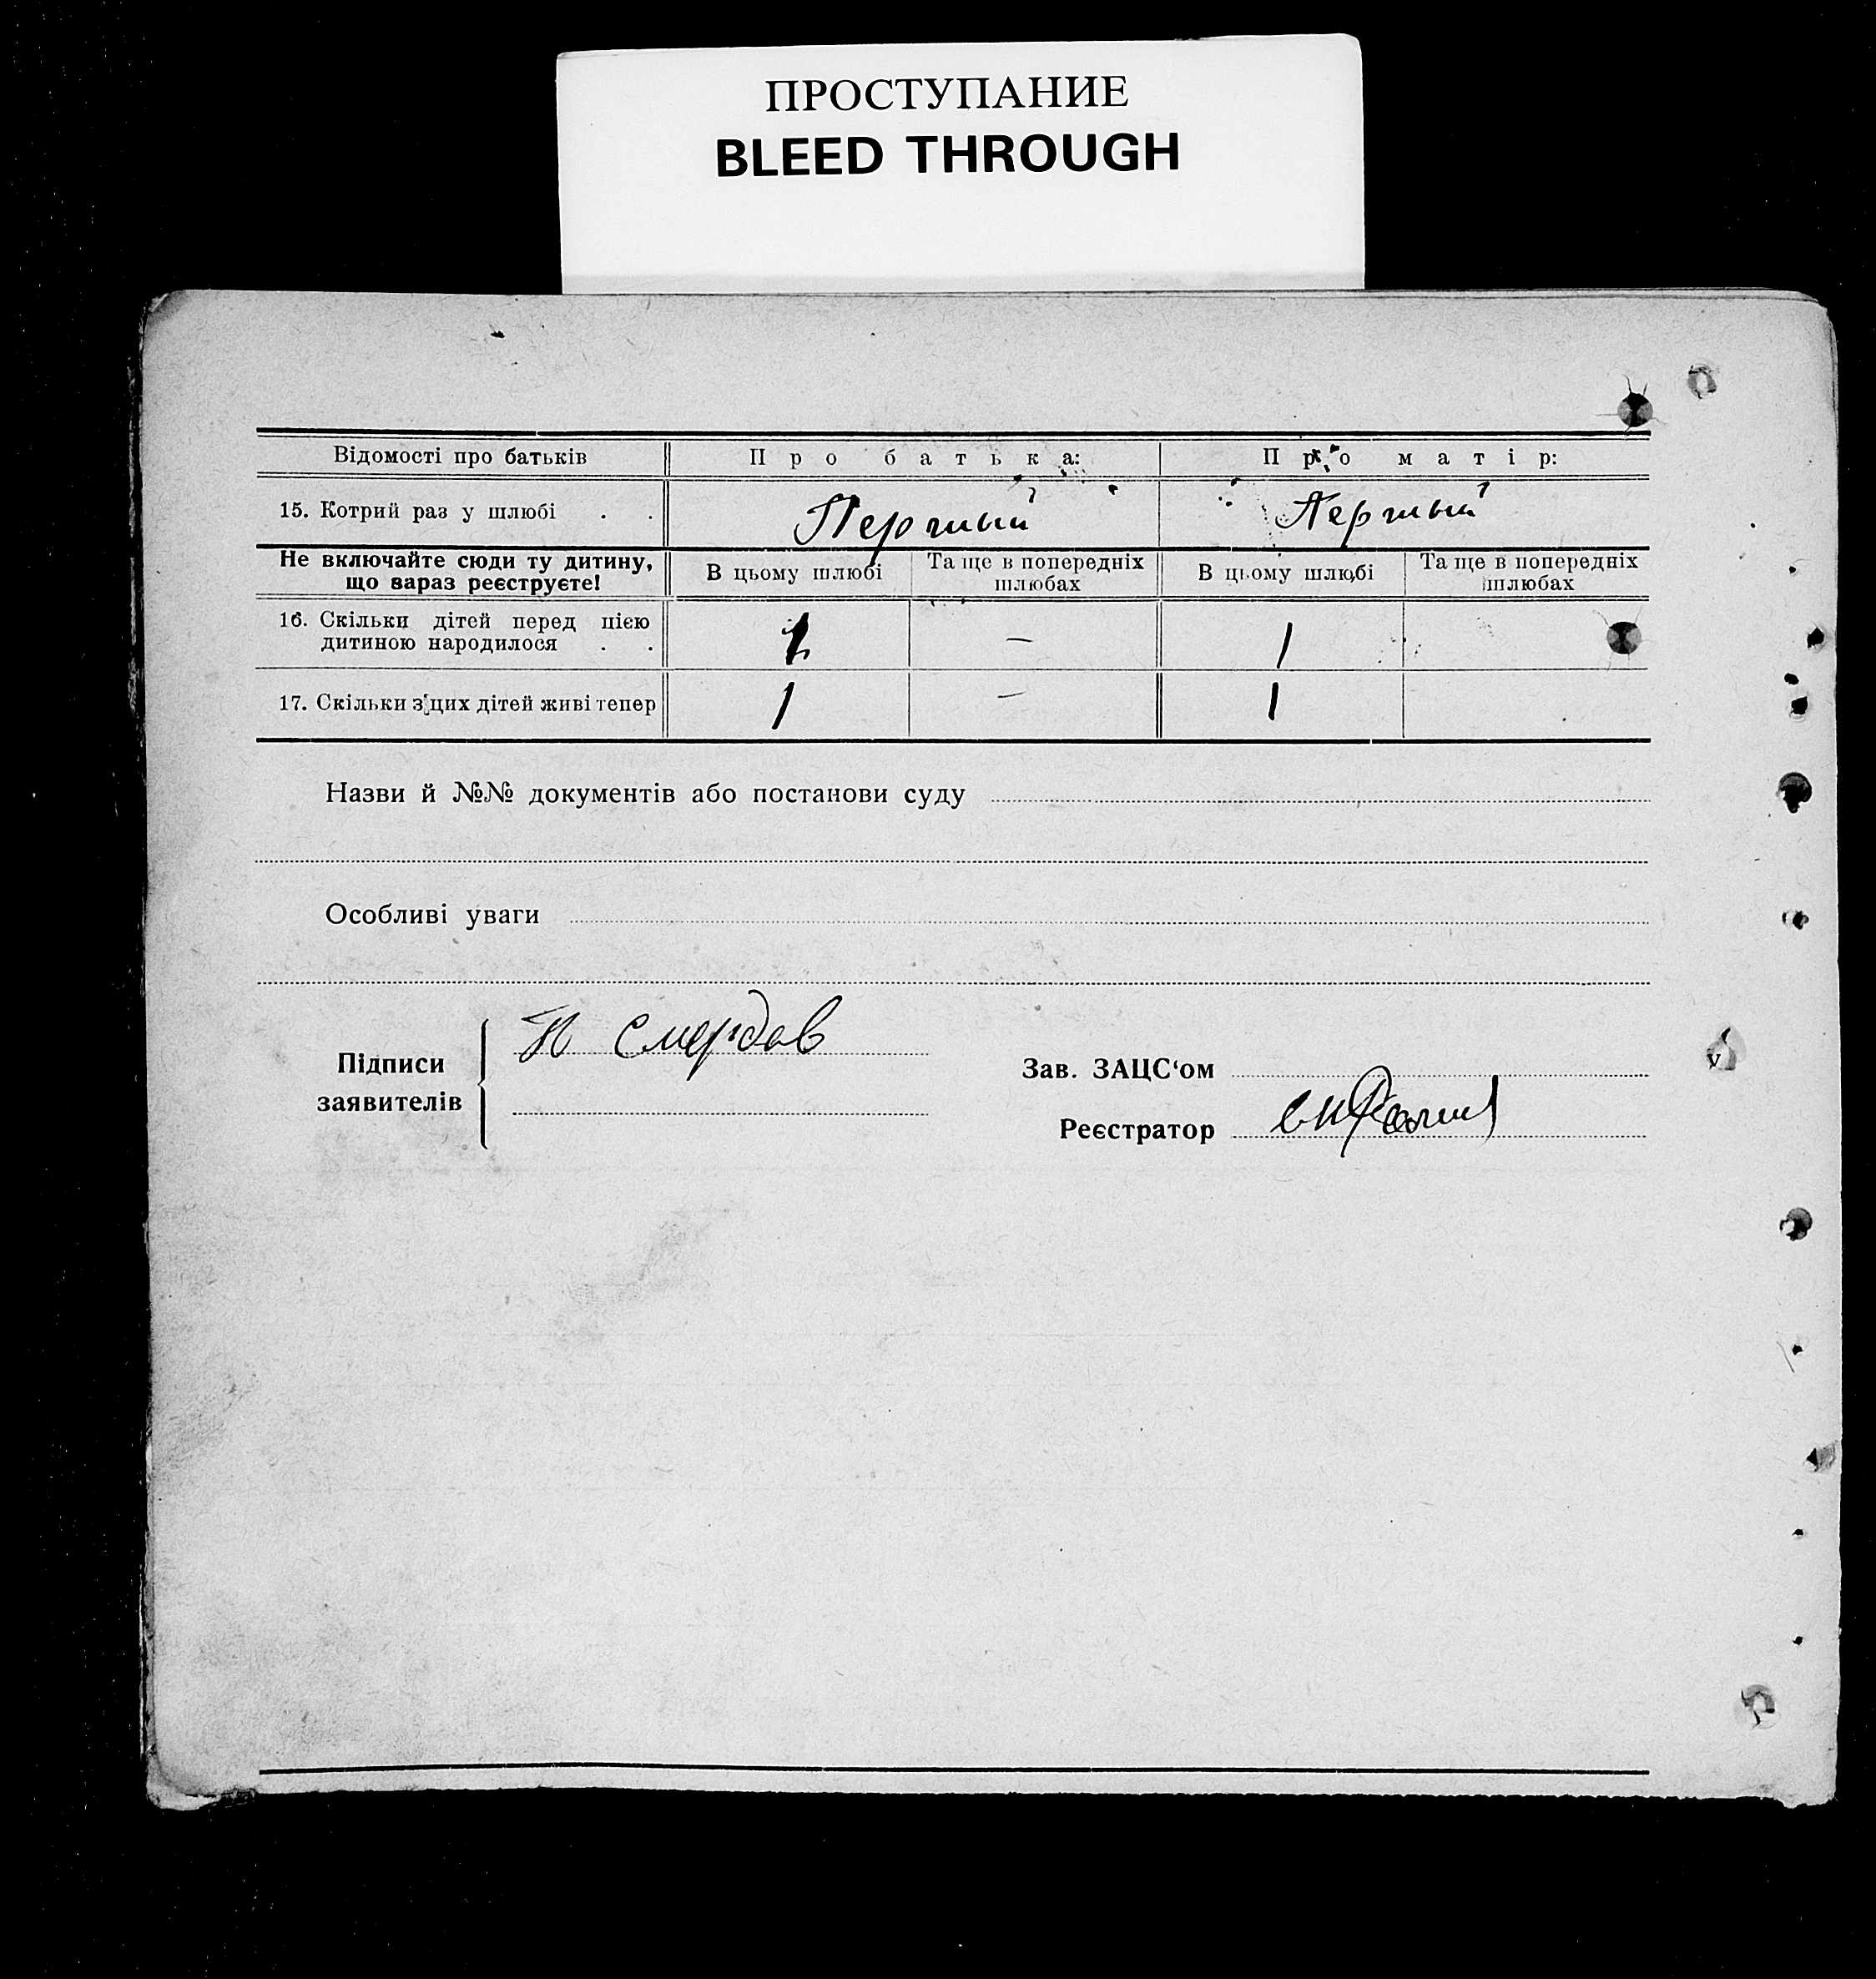 ПРОСТУПАНИЕ
BLEED THROUGH
Відомості про батьків Про батька: Про матір:
15. Котрий раз у шлюбі . . Первый Первый
Не включайте сюди ту дитину, що вараз реєструєте! В цьому шлюбі Та ще в попередніх шлюбах В цьому шлюбі Та ще в попередніх шлюбах
16. Скільки дітей перед цією
дитиною народилося . . 1 — 1
17. Скільки з цих дітей живі тепер 1 — 1
Назви й №№ документів або постанови суду
Особливі уваги
Підписи
заявителів
Смердов
Зав. ЗАЦС‘ом
Реєстратор